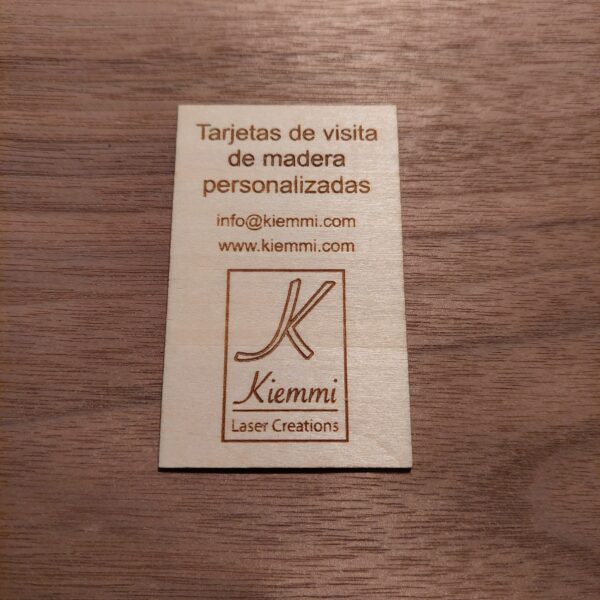 Tarjetas de visita
de madera
personalizadas
info@kiemmi.com
www.kiemmi.com
K
Kiemmi
Laser Creations